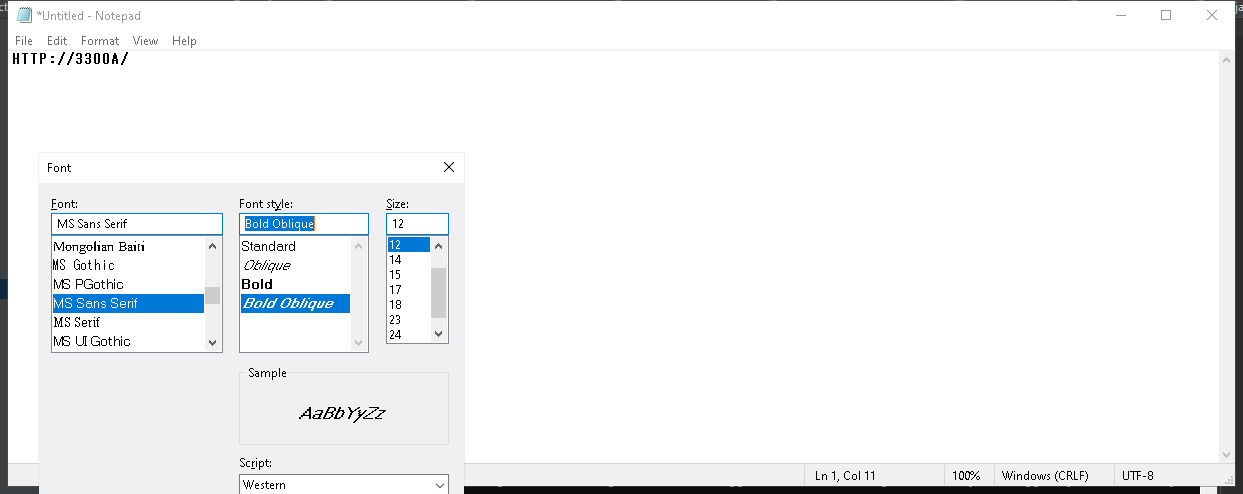 *Untitled - Notepad
File Edit Format View Help
HTTP://3300A/
Font
Font: Font style: Size:
MS Sans Serif Bold Oblique 12
Mongolian Baiti Standard 12
MS Gothic Oblique 14
MS PGothic Bold 15
MS Sans Serif Bold Oblique 17
MS Serif 18
MS UI Gothic 23
24
Sample
AaBbYyZz
Script:
Western
Ln 1, Col 11 100% Windows (CRLF) UTF-8